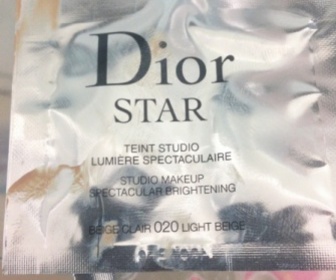 Dior
STAR
TEINT STUDIO
LUMIÈRE SPECTACULAIRE
STUDIO MAKEUP
SPECTACULAR BRIGHTENING
BEIGE CLAIR 020 LIGHT BEIGE